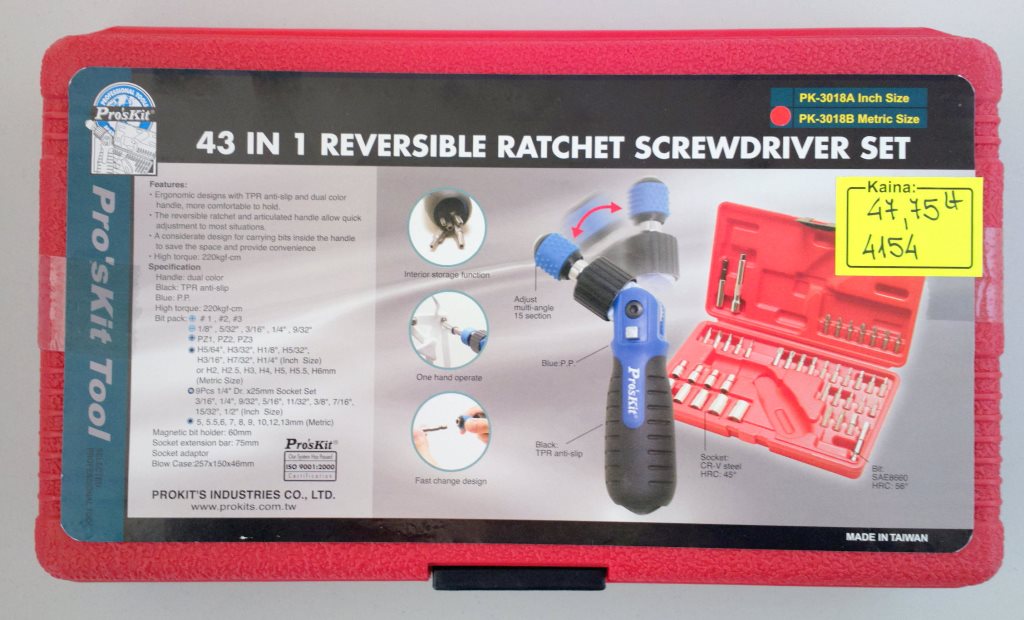 PROFESSIONAL TOOLS
Pro'sKit®
PK-3018A Inch Size
PK-3018B Metric Size
43 IN 1 REVERSIBLE RATCHET SCREWDRIVER SET
Kaina:
47,75 Lt
4154
Pro'sKit Tool
Features:
• Ergonomic designs with TPR anti-slip and dual color
handle, more comfortable to hold.
• The reversible ratchet and articulated handle allow quick
adjustment to most situations.
• A considerate design for carrying bits inside the handle
to save the space and provide convenience
• High torque: 220kgf-cm
Specification
Handle: dual color
Black: TPR anti-slip
Blue: P.P.
High torque: 220kgf-cm
Bit pack: # 1 , #2, #3
1/8" , 5/32" , 3/16" , 1/4" , 9/32"
PZ1, PZ2, PZ3
H5/64", H3/32", H1/8", H5/32",
H3/16", H7/32", H1/4" (Inch Size)
or H2, H2.5, H3, H4, H5, H5.5, H6mm
(Metric Size)
9Pcs 1/4" Dr. x25mm Socket Set
3/16", 1/4", 9/32", 5/16", 11/32", 3/8", 7/16",
15/32", 1/2" (Inch Size)
5, 5.5,6, 7, 8, 9, 10,12,13mm (Metric)
Magnetic bit holder: 60mm
Socket extension bar: 75mm
Socket adaptor
Blow Case:257x150x46mm
Pro'sKit®
Our System Has Passed
ISO 9001:2000
Certification
PROKIT'S INDUSTRIES CO., LTD.
www.prokits.com.tw
Interior storage function
One hand operate
Fast change design
Adjust
multi-angle
15 section
Blue:P.P.
Black:
TPR anti-slip
Pro'sKit®
Socket:
CR-V steel
HRC: 45°
Bit:
SAE8660
HRC: 56°
MADE IN TAIWAN